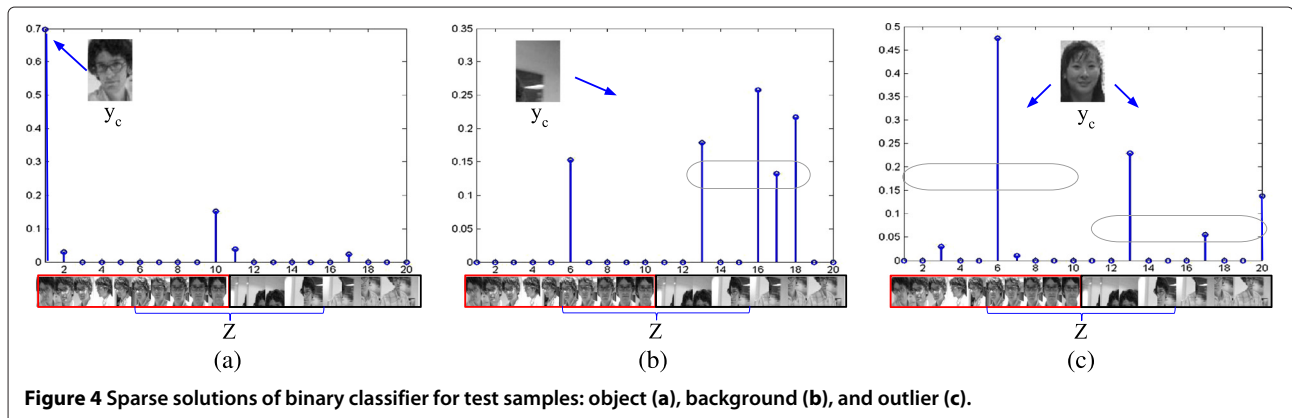 0.7
0.6
0.5
0.4
0.3
0.2
0.1
0
2 4 6 8 10 12 14 16 18 20
y_c
Z
(a)
0.35
0.3
0.25
0.2
0.15
0.1
0.05
0
2 4 6 8 10 12 14 16 18 20
y_c
Z
(b)
0.5
0.45
0.4
0.35
0.3
0.25
0.2
0.15
0.1
0.05
0
2 4 6 8 10 12 14 16 18 20
y_c
Z
(c)
Figure 4 Sparse solutions of binary classifier for test samples: object (a), background (b), and outlier (c).